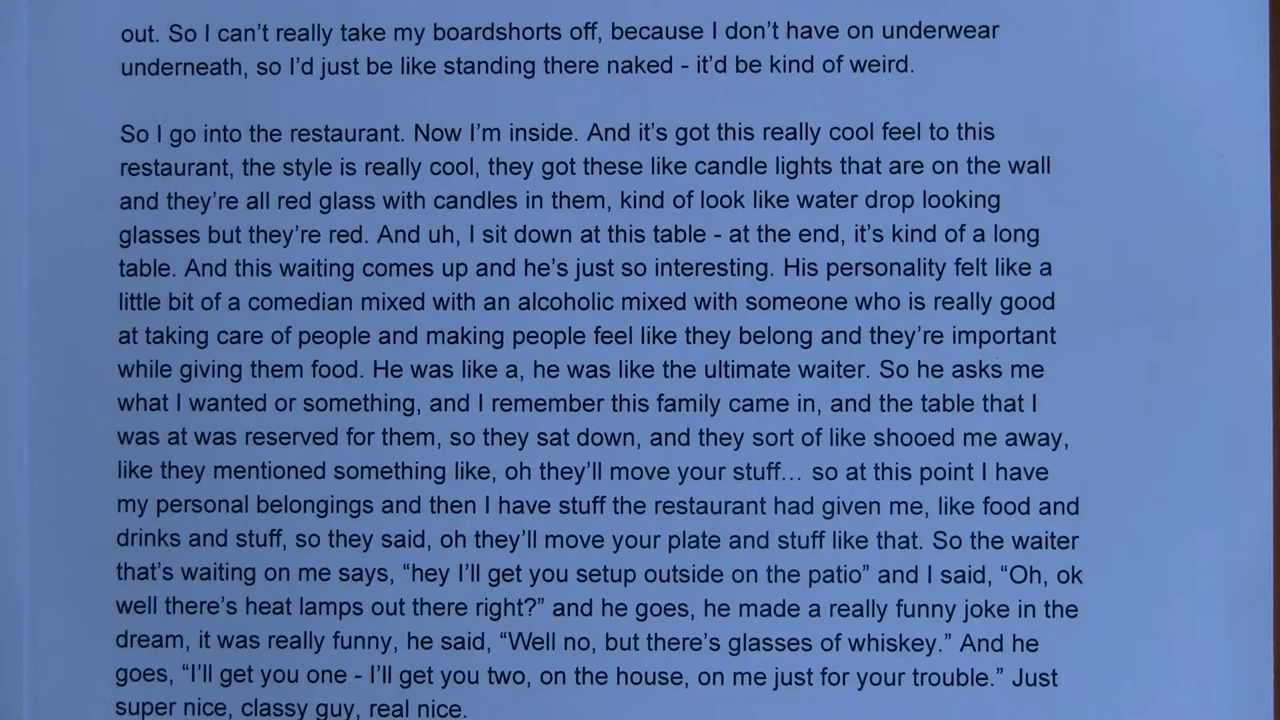 out. So I can’t really take my boardshorts off, because I don’t have on underwear
underneath, so I’d just be like standing there naked - it’d be kind of weird.
So I go into the restaurant. Now I’m inside. And it’s got this really cool feel to this
restaurant, the style is really cool, they got these like candle lights that are on the wall
and they’re all red glass with candles in them, kind of look like water drop looking
glasses but they’re red. And uh, I sit down at this table - at the end, it’s kind of a long
table. And this waiting comes up and he’s just so interesting. His personality felt like a
little bit of a comedian mixed with an alcoholic mixed with someone who is really good
at taking care of people and making people feel like they belong and they’re important
while giving them food. He was like a, he was like the ultimate waiter. So he asks me
what I wanted or something, and I remember this family came in, and the table that I
was at was reserved for them, so they sat down, and they sort of like shooed me away,
like they mentioned something like, oh they’ll move your stuff… so at this point I have
my personal belongings and then I have stuff the restaurant had given me, like food and
drinks and stuff, so they said, oh they’ll move your plate and stuff like that. So the waiter
that’s waiting on me says, “hey I’ll get you setup outside on the patio” and I said, “Oh, ok
well there’s heat lamps out there right?” and he goes, he made a really funny joke in the
dream, it was really funny, he said, “Well no, but there’s glasses of whiskey.” And he
goes, “I’ll get you one - I’ll get you two, on the house, on me just for your trouble.” Just
super nice, classy guy, real nice.